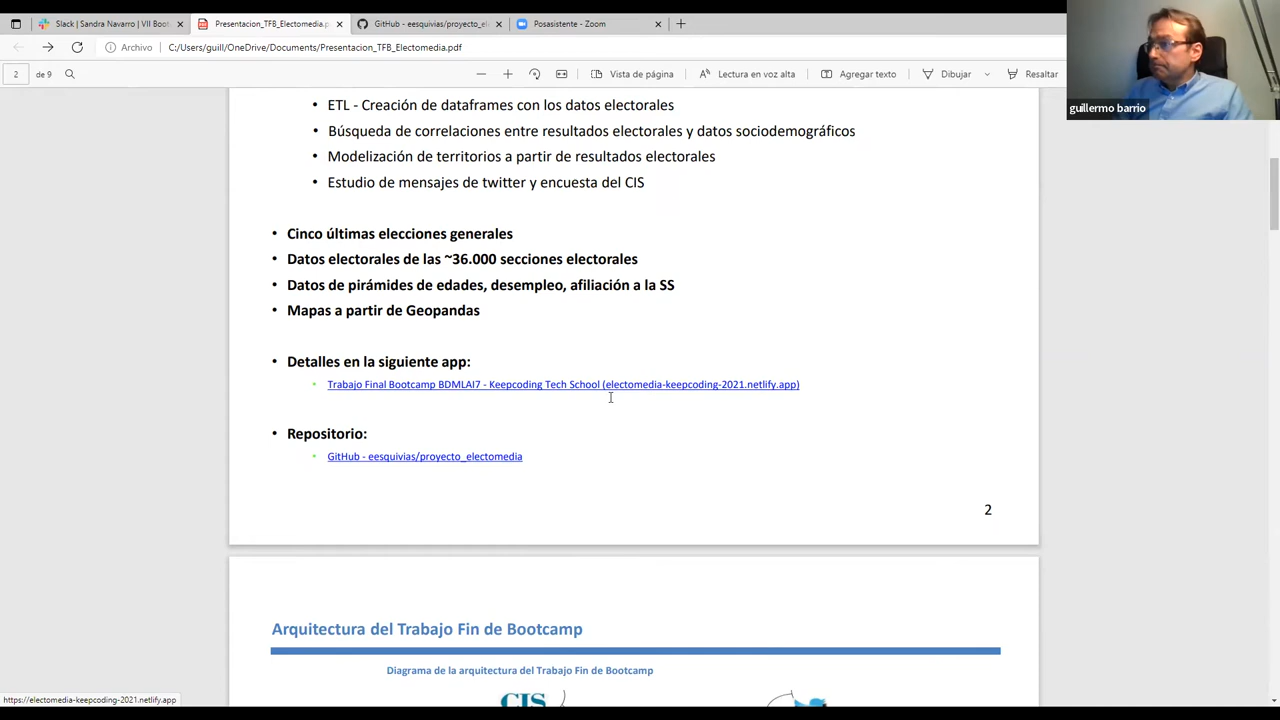 Slack | Sandra Navarro | VII Boot
Presentacion_TFB_Electomedia.p
GitHub - eesquivias/proyecto_el
Posasistente - Zoom
Archivo
C:/Users/guill/OneDrive/Documents/Presentacion_TFB_Electomedia.pdf
2 de 9
Vista de página
Lectura en voz alta
Agregar texto
Dibujar
Resaltar
guillermo barrio
• ETL - Creación de dataframes con los datos electorales
• Búsqueda de correlaciones entre resultados electorales y datos sociodemográficos
• Modelización de territorios a partir de resultados electorales
• Estudio de mensajes de twitter y encuesta del CIS
• Cinco últimas elecciones generales
• Datos electorales de las ~36.000 secciones electorales
• Datos de pirámides de edades, desempleo, afiliación a la SS
• Mapas a partir de Geopandas
• Detalles en la siguiente app:
• Trabajo Final Bootcamp BDMLAI7 - Keepcoding Tech School (electomedia-keepcoding-2021.netlify.app)
• Repositorio:
• GitHub - eesquivias/proyecto_electomedia
2
Arquitectura del Trabajo Fin de Bootcamp
Diagrama de la arquitectura del Trabajo Fin de Bootcamp
CIS
https://electomedia-keepcoding-2021.netlify.app